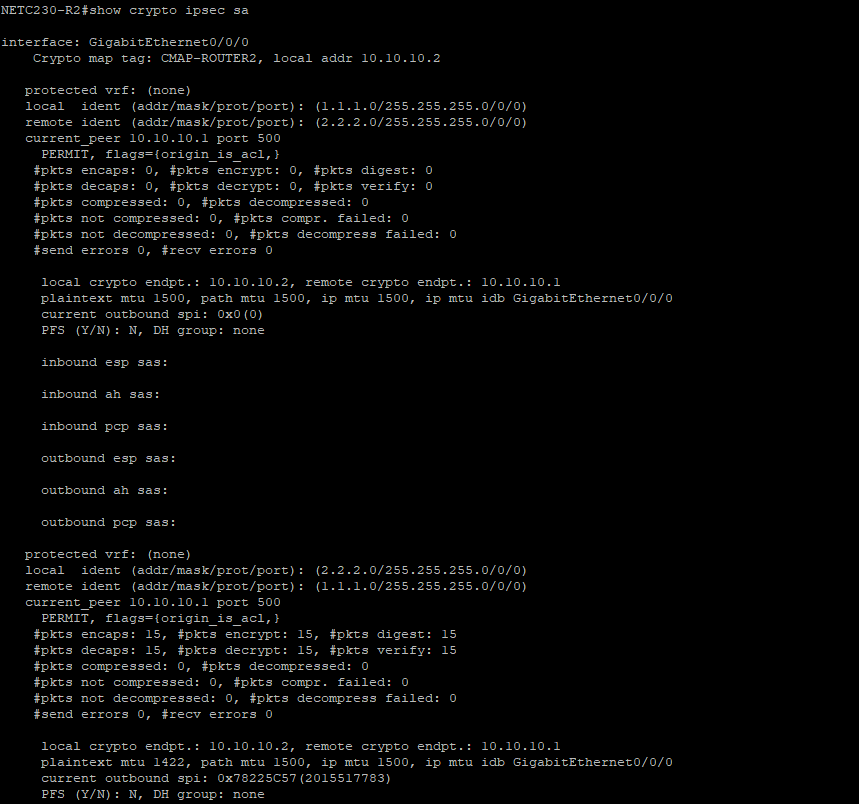 NETC230-R2#show crypto ipsec sa
interface: GigabitEthernet0/0/0
Crypto map tag: CMAP-ROUTER2, local addr 10.10.10.2
protected vrf: (none)
local  ident (addr/mask/prot/port): (1.1.1.0/255.255.255.0/0/0)
remote ident (addr/mask/prot/port): (2.2.2.0/255.255.255.0/0/0)
current_peer 10.10.10.1 port 500
PERMIT, flags={origin_is_acl,}
#pkts encaps: 0, #pkts encrypt: 0, #pkts digest: 0
#pkts decaps: 0, #pkts decrypt: 0, #pkts verify: 0
#pkts compressed: 0, #pkts decompressed: 0
#pkts not compressed: 0, #pkts compr. failed: 0
#pkts not decompressed: 0, #pkts decompress failed: 0
#send errors 0, #recv errors 0
local crypto endpt.: 10.10.10.2, remote crypto endpt.: 10.10.10.1
plaintext mtu 1500, path mtu 1500, ip mtu 1500, ip mtu idb GigabitEthernet0/0/0
current outbound spi: 0x0(0)
PFS (Y/N): N, DH group: none
inbound esp sas:
inbound ah sas:
inbound pcp sas:
outbound esp sas:
outbound ah sas:
outbound pcp sas:
protected vrf: (none)
local  ident (addr/mask/prot/port): (2.2.2.0/255.255.255.0/0/0)
remote ident (addr/mask/prot/port): (1.1.1.0/255.255.255.0/0/0)
current_peer 10.10.10.1 port 500
PERMIT, flags={origin_is_acl,}
#pkts encaps: 15, #pkts encrypt: 15, #pkts digest: 15
#pkts decaps: 15, #pkts decrypt: 15, #pkts verify: 15
#pkts compressed: 0, #pkts decompressed: 0
#pkts not compressed: 0, #pkts compr. failed: 0
#pkts not decompressed: 0, #pkts decompress failed: 0
#send errors 0, #recv errors 0
local crypto endpt.: 10.10.10.2, remote crypto endpt.: 10.10.10.1
plaintext mtu 1422, path mtu 1500, ip mtu 1500, ip mtu idb GigabitEthernet0/0/0
current outbound spi: 0x78225C57(2015517783)
PFS (Y/N): N, DH group: none